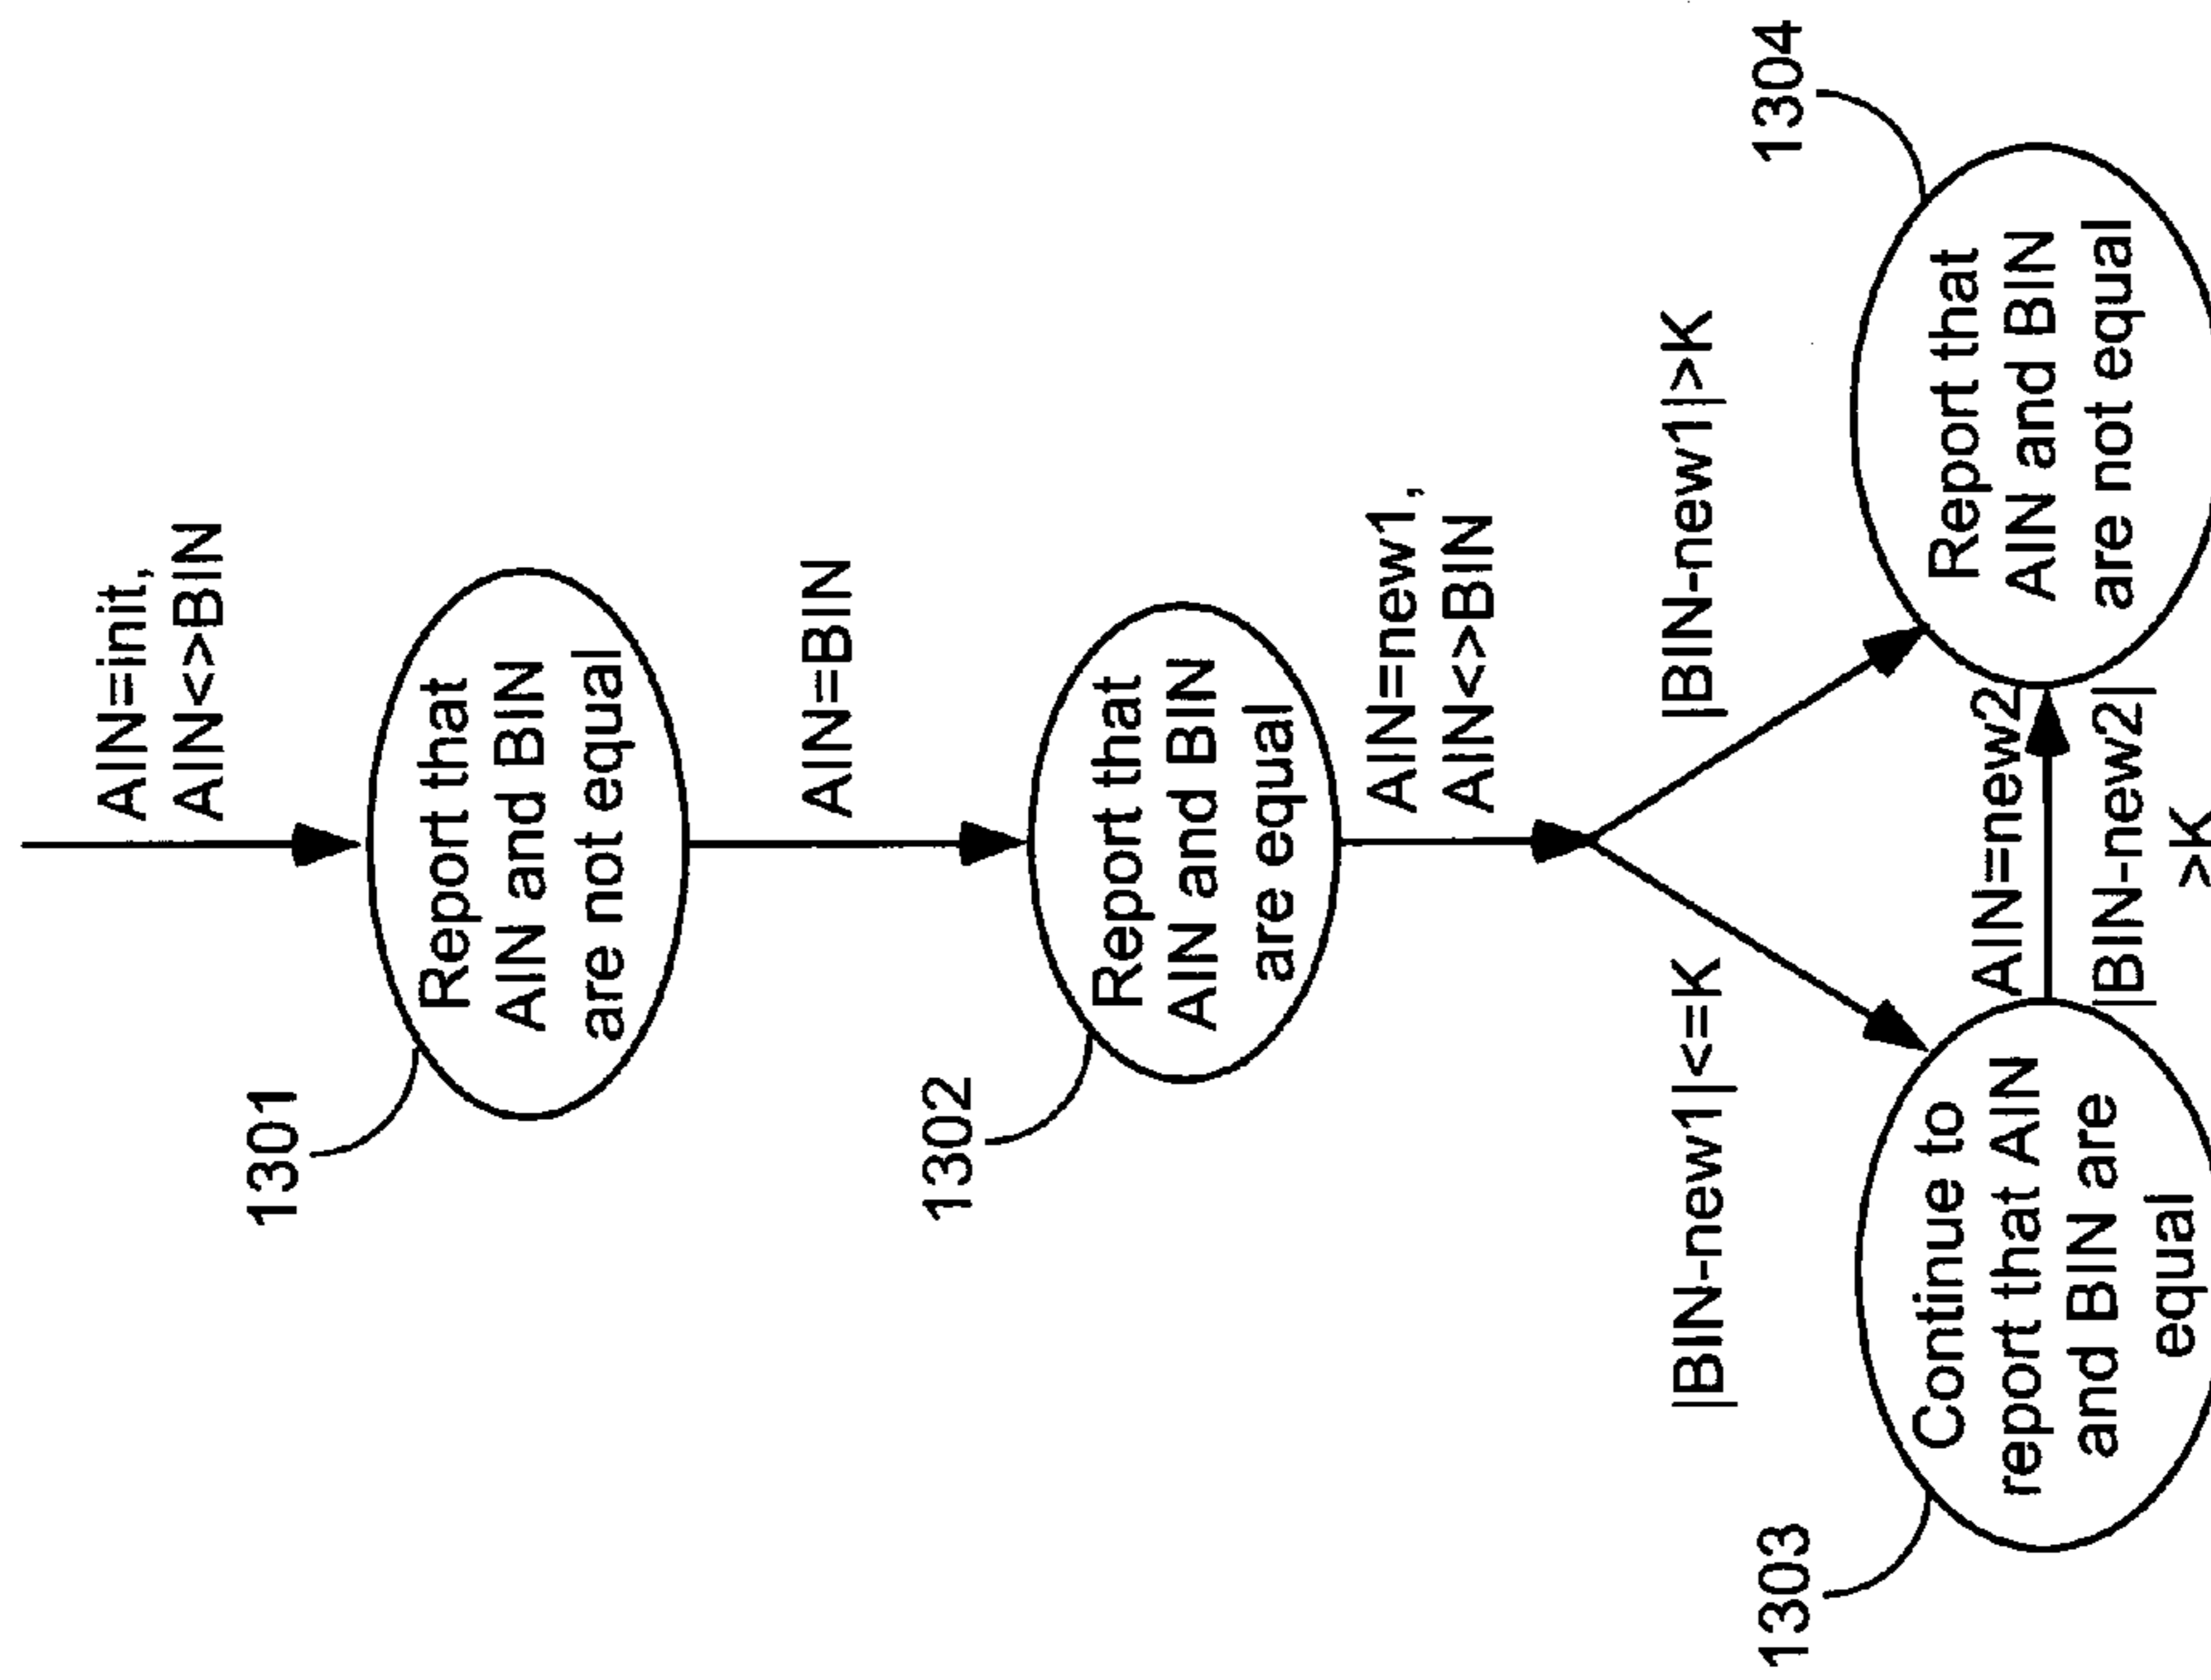 AIN=init,
AIN<>BIN
1301
Report that
AIN and BIN
are not equal
AIN=BIN
1302
Report that
AIN and BIN
are equal
AIN=new1,
AIN<>BIN
|BIN-new1|<=K
|BIN-new1|>K
1303
Continue to
report that AIN
and BIN are
equal
AIN=new2
|BIN-new2|
>K
1304
Report that
AIN and BIN
are not equal